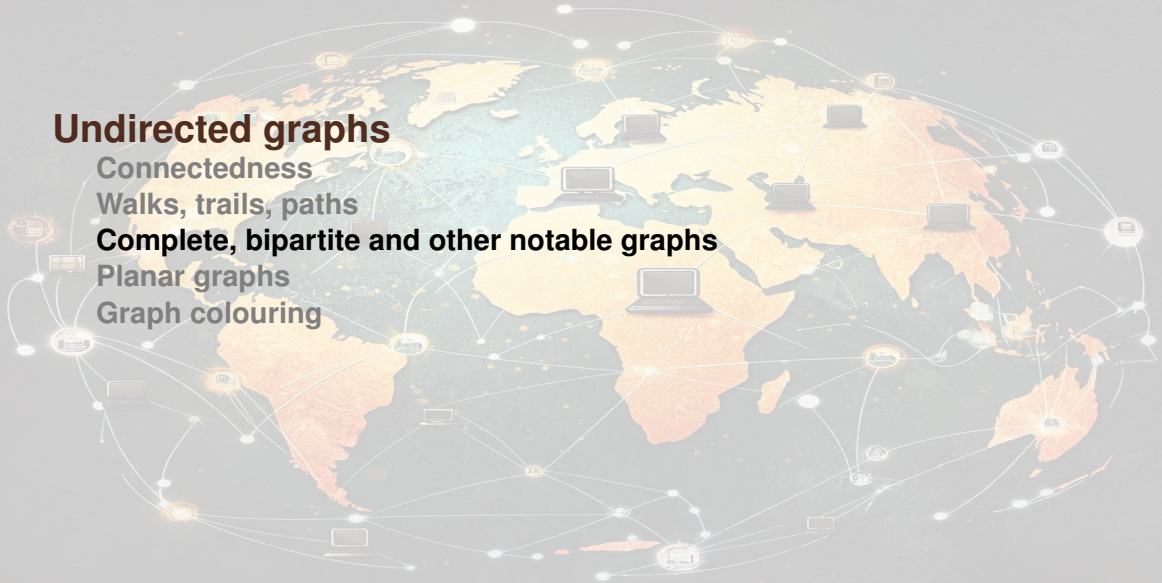 Undirected graphs
Connectedness
Walks, trails, paths
Complete, bipartite and other notable graphs
Planar graphs
Graph colouring